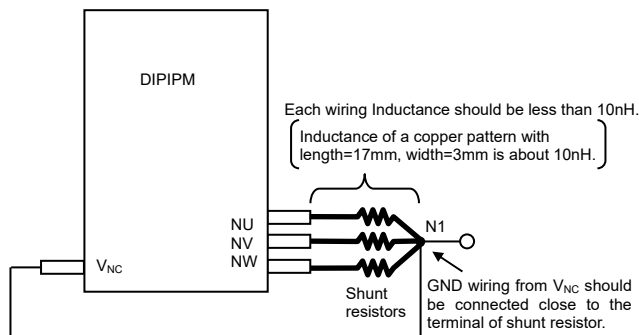 DIPIPM
Each wiring Inductance should be less than 10nH.
Inductance of a copper pattern with
length=17mm, width=3mm is about 10nH.
NU
NV
NW
N1
VNC
Shunt
resistors
GND wiring from VNC should
be connected close to the
terminal of shunt resistor.